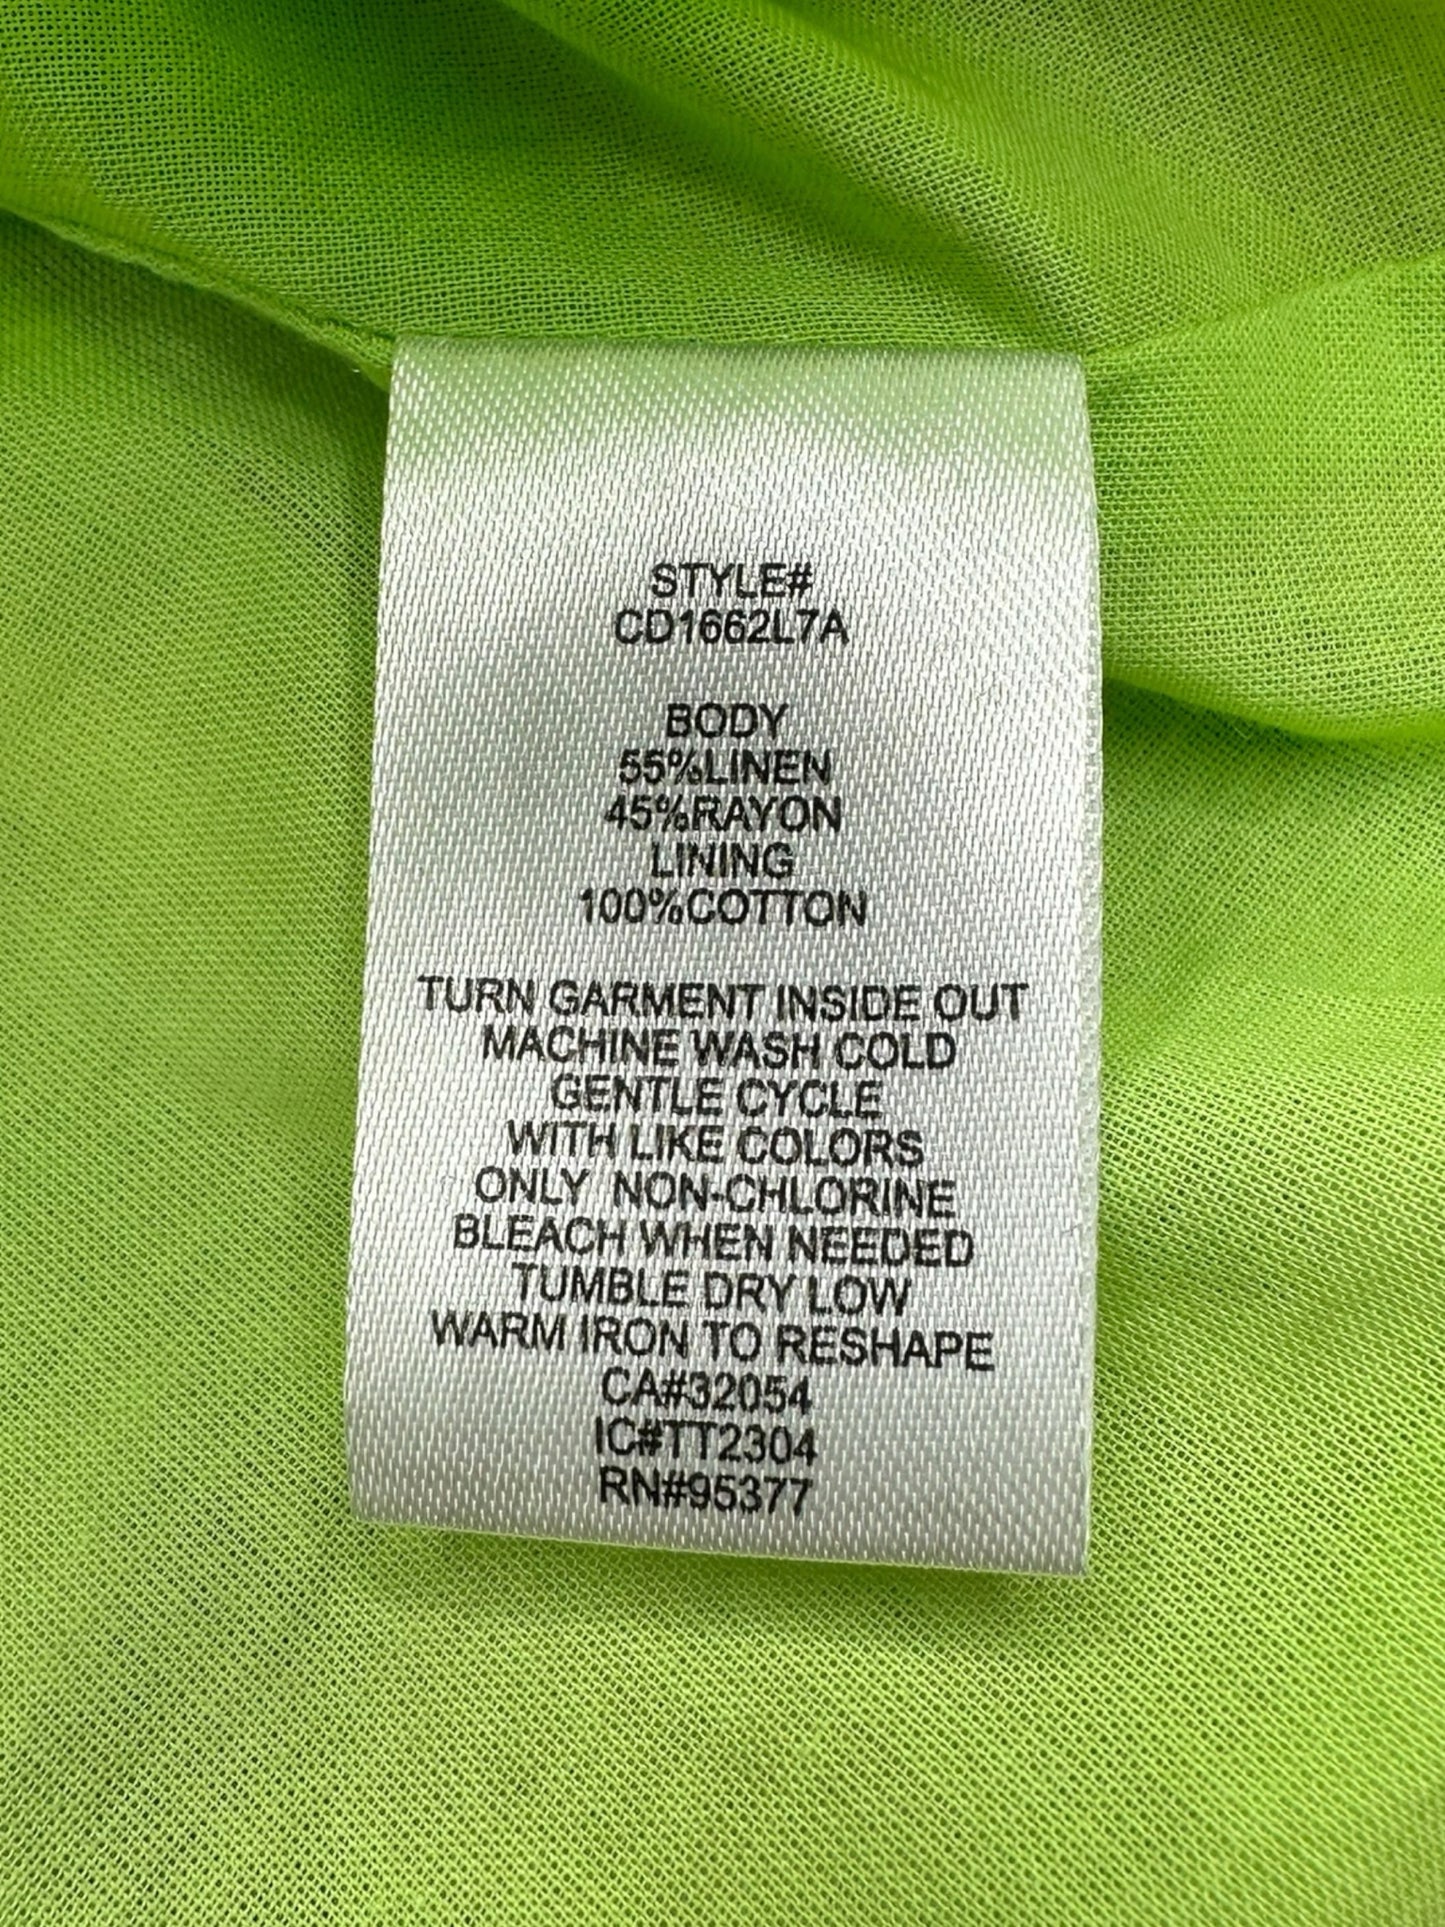 STYLE#
CD1662L7A
BODY
55%LINEN
45%RAYON
LINING
100%COTTON
TURN GARMENT INSIDE OUT
MACHINE WASH COLD
GENTLE CYCLE
WITH LIKE COLORS
ONLY NON-CHLORINE
BLEACH WHEN NEEDED
TUMBLE DRY LOW
WARM IRON TO RESHAPE
CA#32054
IC#TT2304
RN#95377